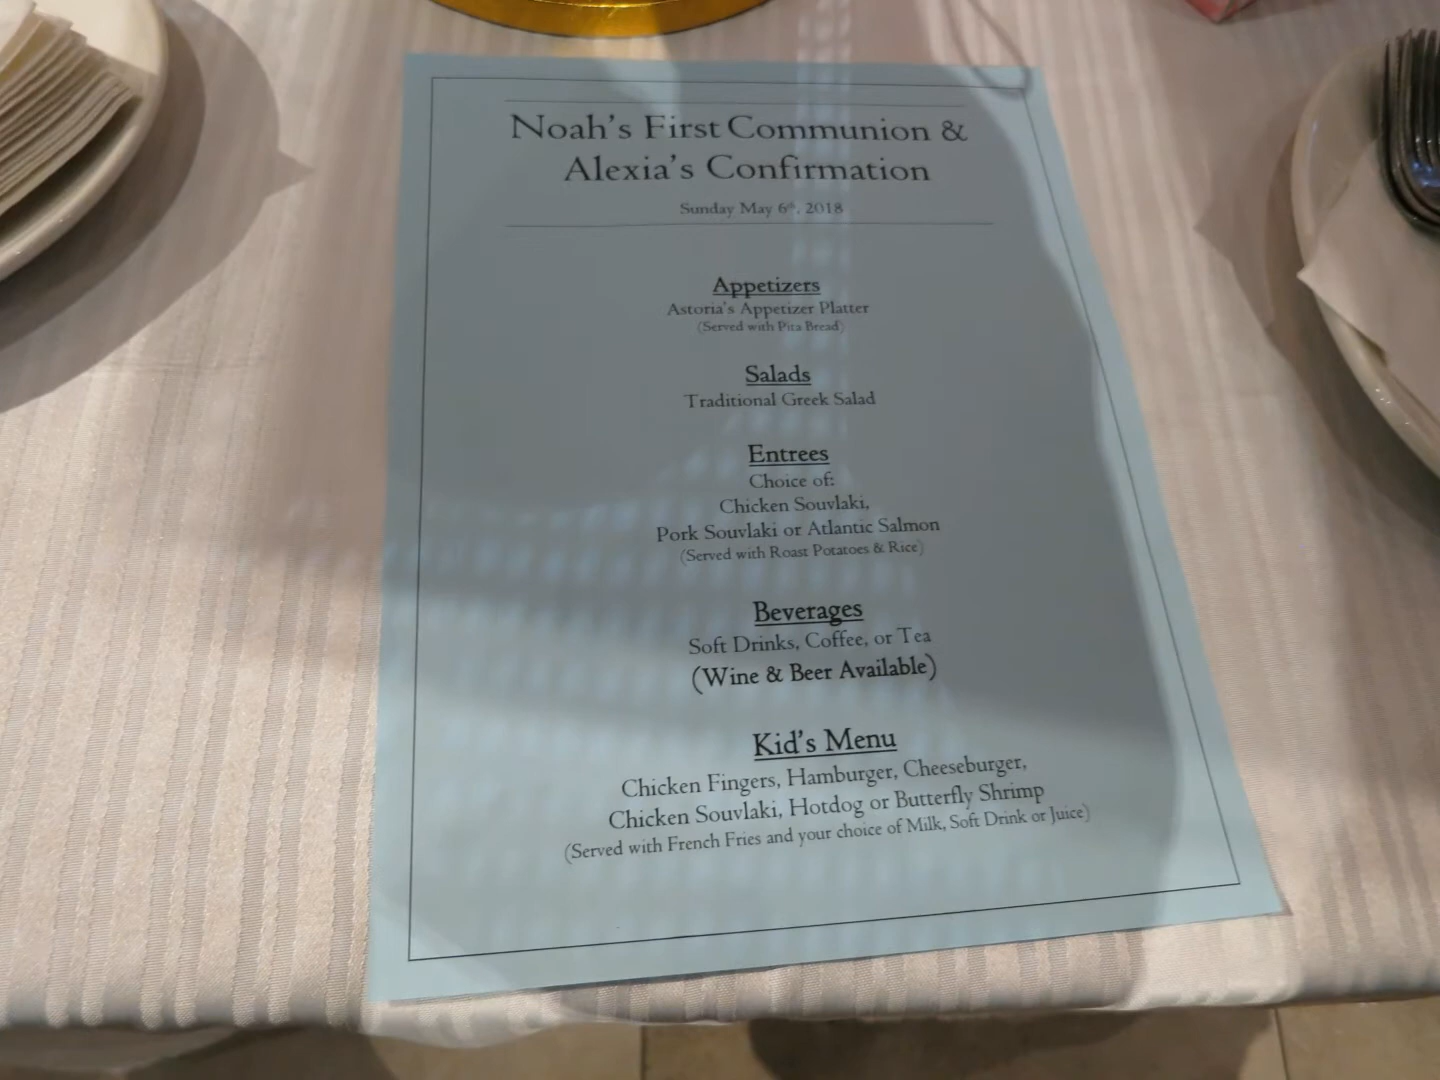 Noah's First Communion &
Alexia's Confirmation
Sunday May 6th, 2018
Appetizers
Astoria's Appetizer Platter
(Served with Pita Bread)
Salads
Traditional Greek Salad
Entrees
Choice of:
Chicken Souvlaki,
Pork Souvlaki or Atlantic Salmon
(Served with Roast Potatoes & Rice)
Beverages
Soft Drinks, Coffee, or Tea
(Wine & Beer Available)
Kid's Menu
Chicken Fingers, Hamburger, Cheeseburger,
Chicken Souvlaki, Hotdog or Butterfly Shrimp
(Served with French Fries and your choice of Milk, Soft Drink or Juice)